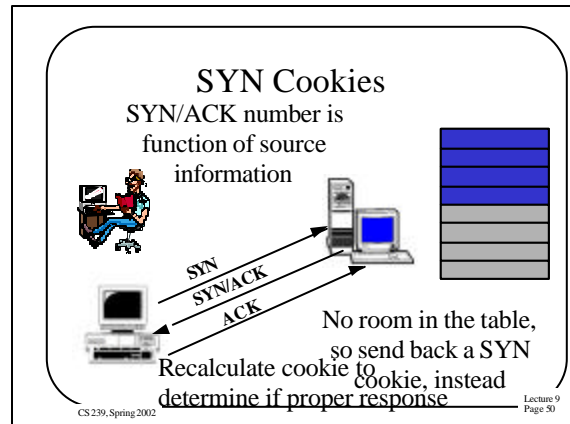 SYN Cookies
SYN/ACK number is
function of source
information
SYN
SYN/ACK
ACK
No room in the table,
so send back a SYN
cookie, instead
Recalculate cookie to
determine if proper response
CS 239, Spring 2002
Lecture 9
Page 50